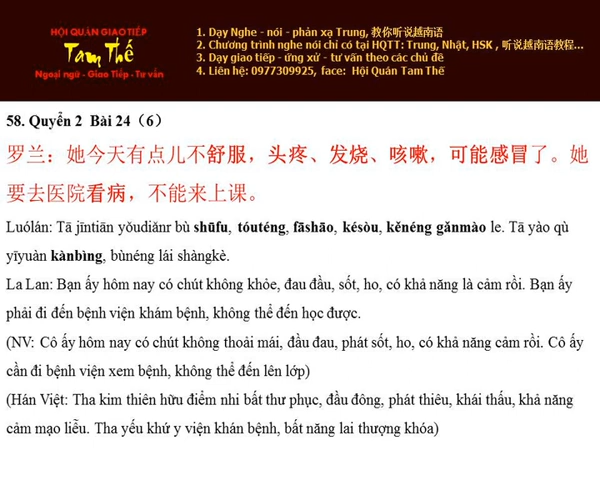 HỘI QUÁN GIAO TIẾP
Tam Thế
Ngoại ngữ - Giao Tiếp - Tư vấn
1. Dạy Nghe - nói - phản xạ Trung, 教你听说越南语
2. Chương trình nghe nói chỉ có tại HQTT: Trung, Nhật, HSK , 听说越南语教程...
3. Dạy giao tiếp - ứng xử - tư vấn theo các chủ đề
4. Liên hệ: 0977309925, face: Hội Quán Tam Thế
58. Quyển 2 Bài 24（6）
罗兰：她今天有点儿不舒服，头疼、发烧、咳嗽，可能感冒了。她
要去医院看病，不能来上课。
Luólán: Tā jīntiān yǒudiǎnr bù shūfu, tóuténg, fāshāo, késòu, kěnéng gǎnmào le. Tā yào qù
yīyuàn kànbìng, bùnéng lái shàngkè.
La Lan: Bạn ấy hôm nay có chút không khỏe, đau đầu, sốt, ho, có khả năng là cảm rồi. Bạn ấy
phải đi đến bệnh viện khám bệnh, không thể đến học được.
(NV: Cô ấy hôm nay có chút không thoải mái, đầu đau, phát sốt, ho, có khả năng cảm rồi. Cô ấy
cần đi bệnh viện xem bệnh, không thể đến lên lớp)
(Hán Việt: Tha kim thiên hữu điểm nhi bất thư phục, đầu đông, phát thiêu, khái thấu, khả năng
cảm mạo liễu. Tha yếu khứ y viện khán bệnh, bất năng lai thượng khóa)